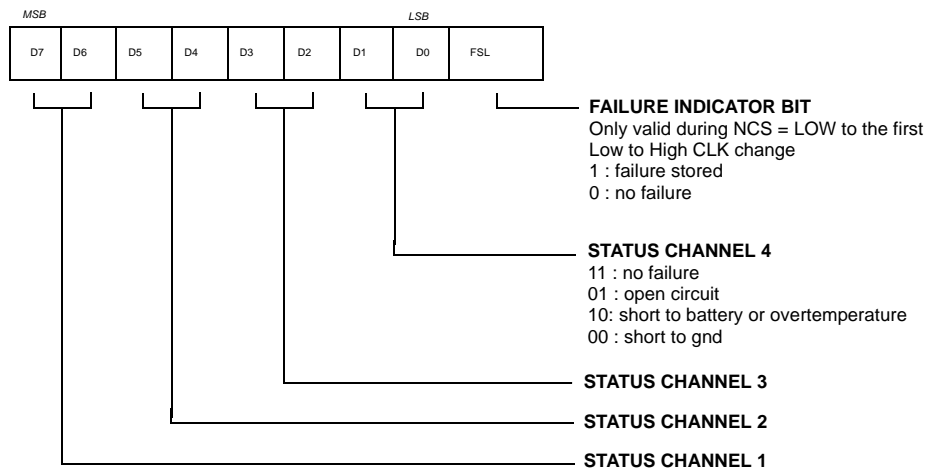 MSB LSB
D7 D6 D5 D4 D3 D2 D1 D0 FSL
FAILURE INDICATOR BIT
Only valid during NCS = LOW to the first
Low to High CLK change
1 : failure stored
0 : no failure
STATUS CHANNEL 4
11 : no failure
01 : open circuit
10: short to battery or overtemperature
00 : short to gnd
STATUS CHANNEL 3
STATUS CHANNEL 2
STATUS CHANNEL 1